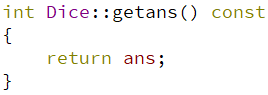 int Dice::getans() const
{
    return ans;
}